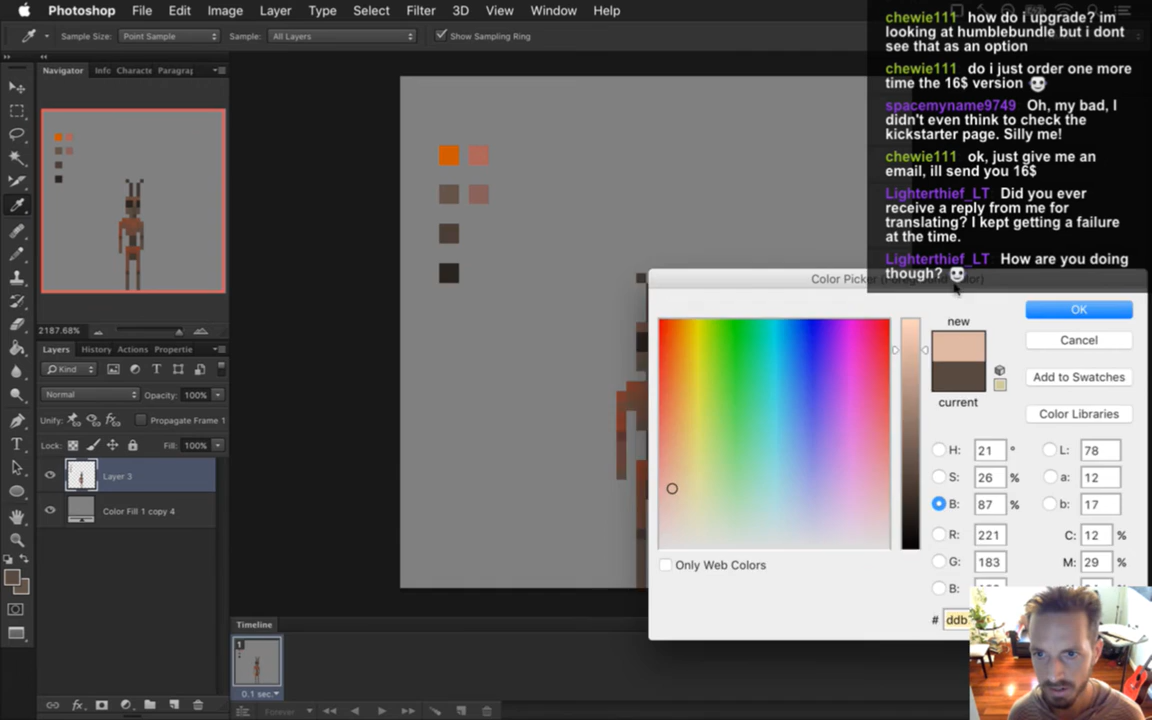 Photoshop File Edit Image Layer Type Select Filter 3D View Window Help
Sample Size: Point Sample Sample: All Layers Show Sampling Ring
Navigator Info Characte Paragraj
2187.68%
Layers History Actions Propertie
Kind
Normal Opacity: 100%
Unify: Propagate Frame 1
Lock: Fill: 100%
Layer 3
Color Fill 1 copy 4
Timeline
1
0.1 sec.
Forever
chewie111 how do i upgrade? im
looking at humblebundle but i dont
see that as an option
chewie111 do i just order one more
time the 16$ version
spacemyname9749 Oh, my bad, I
didn't even think to check the
kickstarter page. Silly me!
chewie111 ok, just give me an
email, ill send you 16$
Lighterthief_LT Did you ever
receive a reply from me for
translating? I kept getting a failure
at the time.
Lighterthief_LT How are you doing
though?
Color Picker
new
current
OK
Cancel
Add to Swatches
Color Libraries
H: 21 °
S: 26 %
B: 87 %
R: 221
G: 183
B:
L: 78
a: 12
b: 17
C: 12 %
M: 29 %
# ddb
Only Web Colors